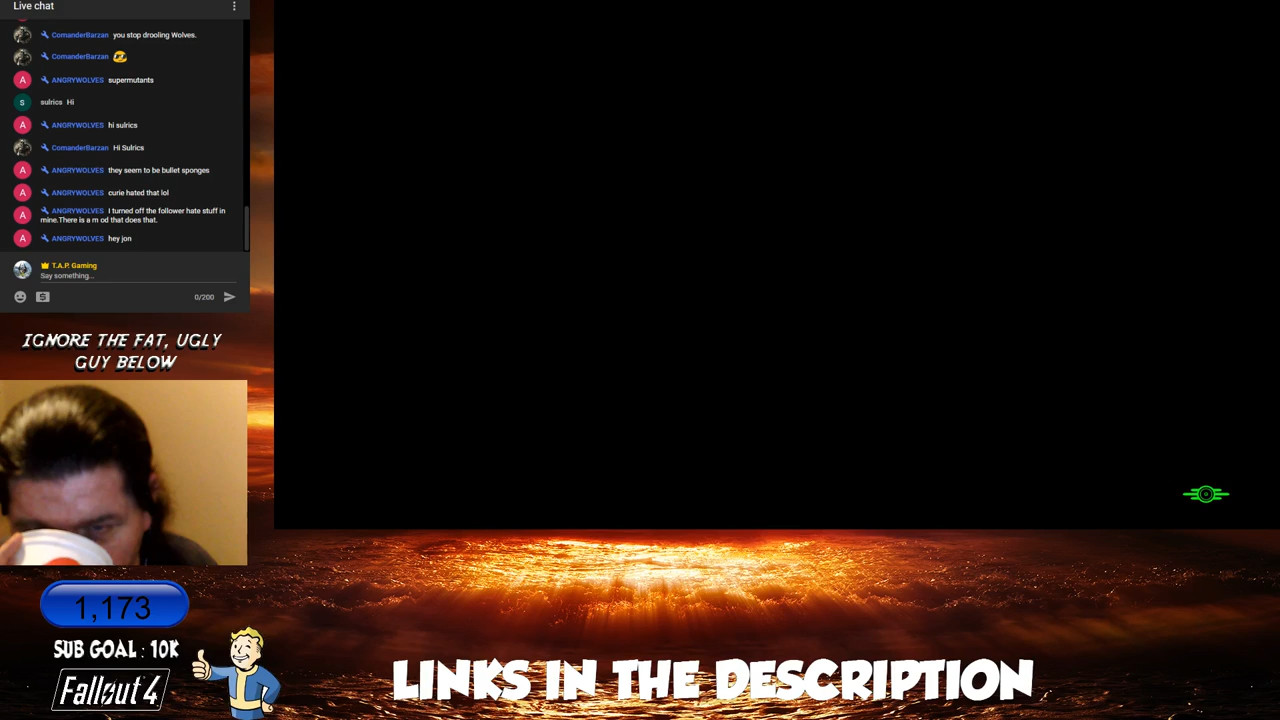 Live chat
ComanderBarzan you stop drooling Wolves.
ComanderBarzan
A ANGRYWOLVES supermutants
S sulrics Hi
A ANGRYWOLVES hi sulrics
ComanderBarzan Hi Sulrics
A ANGRYWOLVES they seem to be bullet sponges
A ANGRYWOLVES curie hated that lol
A ANGRYWOLVES I turned off the follower hate stuff in
mine.There is a m od that does that.
A ANGRYWOLVES hey jon
T.A.P. Gaming
Say something...
0/200
IGNORE THE FAT, UGLY
GUY BELOW
1,173
SUB GOAL : 10K
Fallout 4
LINKS IN THE DESCRIPTION